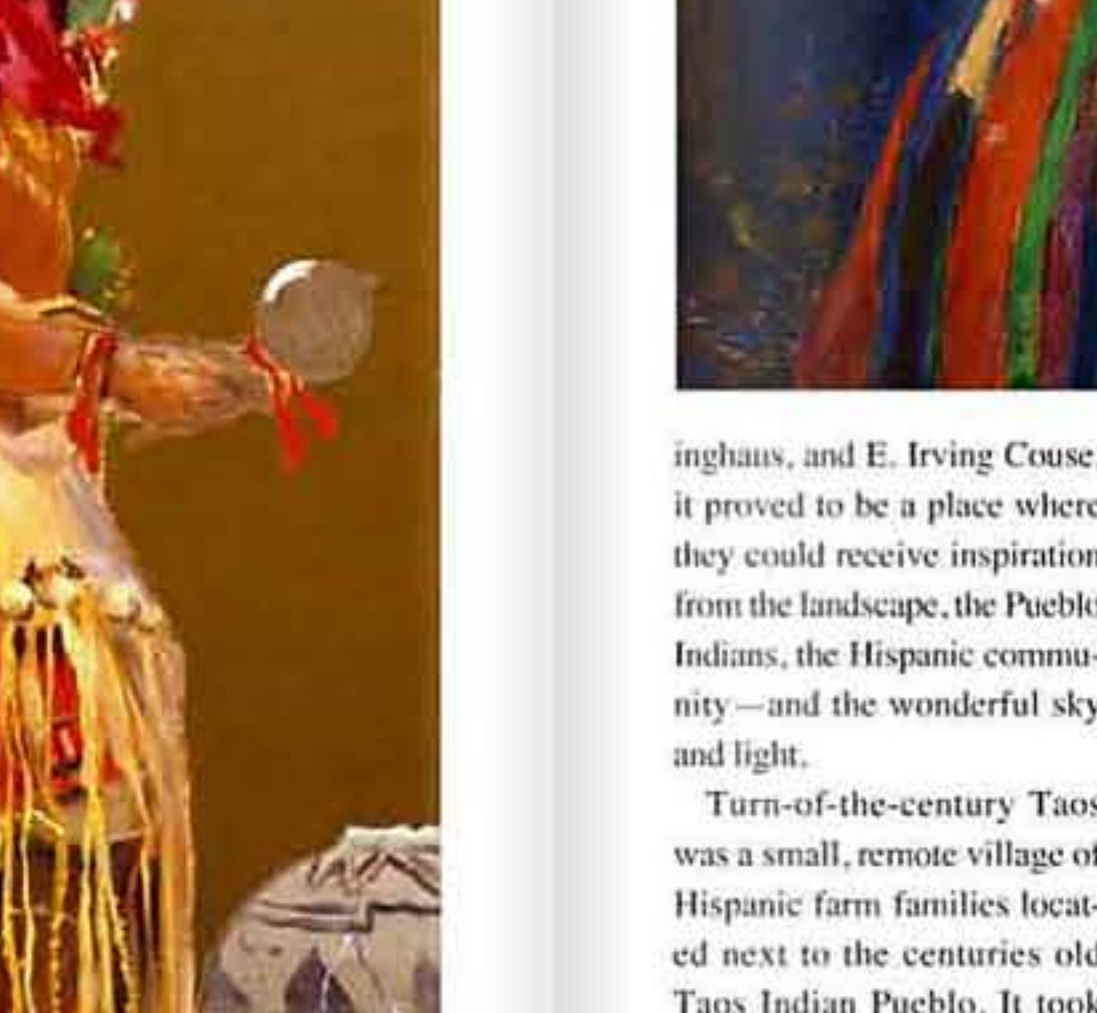 inghaus, and E. Irving Couse,
it proved to be a place where
they could receive inspiration
from the landscape, the Pueblo
Indians, the Hispanic commu-
nity—and the wonderful sky
and light.
Turn-of-the-century Taos
was a small, remote village of
Hispanic farm families locat-
ed next to the centuries old
Taos Indian Pueblo. It took